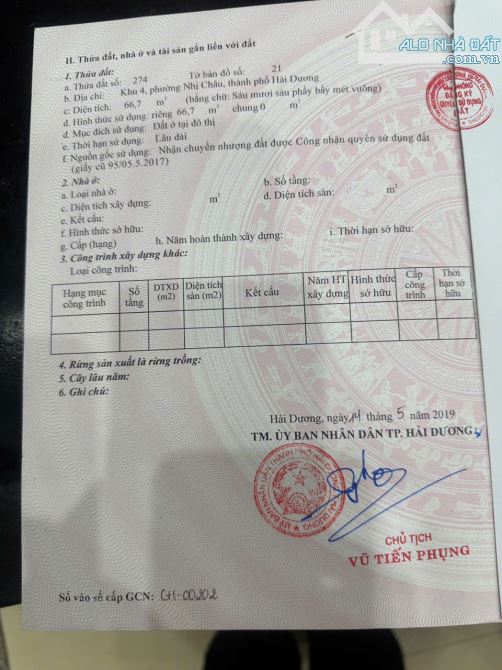 ALO NHÀ ĐẤT
II. Thửa đất, nhà ở và tài sản gắn liền với đất
1. Thửa đất:
a. Thửa đất số: 274 Tờ bản đồ số: 21
b. Địa chỉ: Khu 4, phường Nhị Châu, thành phố Hải Dương
c: Diện tích: 66,7 m² (bằng chữ: Sáu mươi sáu phẩy bẩy mét vuông)
d. Hình thức sử dụng: riêng 66,7 m² chung 0 m²
d. Mục đích sử dụng: Đất ở tại đô thị
e. Thời hạn sử dụng: Lâu dài
f. Nguồn gốc sử dụng: Nhận chuyển nhượng đất được Công nhận quyền sử dụng đất
(giấy cũ 95/05.5.2017)
2. Nhà ở:
a. Loại nhà ở: b. Số tầng:
c. Diện tích xây dựng: m² d. Diện tích sàn: m²
e. Kết cấu:
f. Hình thức sở hữu:
g. Cấp (hạng) h. Năm hoàn thành xây dựng: i. Thời hạn sở hữu:
3. Công trình xây dựng khác:
Loại công trình:
Hạng mục công trình Số tầng DTXD (m2) Diện tích sàn (m2) Kết cấu Năm HT xây dựng Hình thức sở hữu Cấp công trình Thời hạn sở hữu
4. Rừng sản xuất là rừng trồng:
5. Cây lâu năm:
6. Ghi chú:
Hải Dương, ngày 14 tháng 5 năm 2019
TM. ỦY BAN NHÂN DÂN TP. HẢI DƯƠNG
CHỦ TỊCH
VŨ TIẾN PHỤNG
Số vào sổ cấp GCN: CH-00202